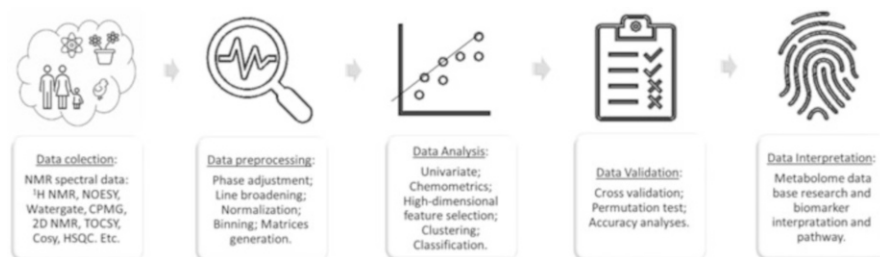 Data colection:
NMR spectral data:
¹H NMR, NOESY,
Watergate, CPMG,
2D NMR, TOCSY,
Cosy, HSQC. Etc.
Data preprocessing:
Phase adjustment;
Line broadening;
Normalization;
Binning; Matrices
generation.
Data Analysis:
Univariate;
Chemometrics;
High-dimensional
feature selection;
Clustering;
Classification.
Data Validation:
Cross validation;
Permutation test;
Accuracy analyses.
Data Interpretation:
Metabolome data
base research and
biomarker
interpratation and
pathway.